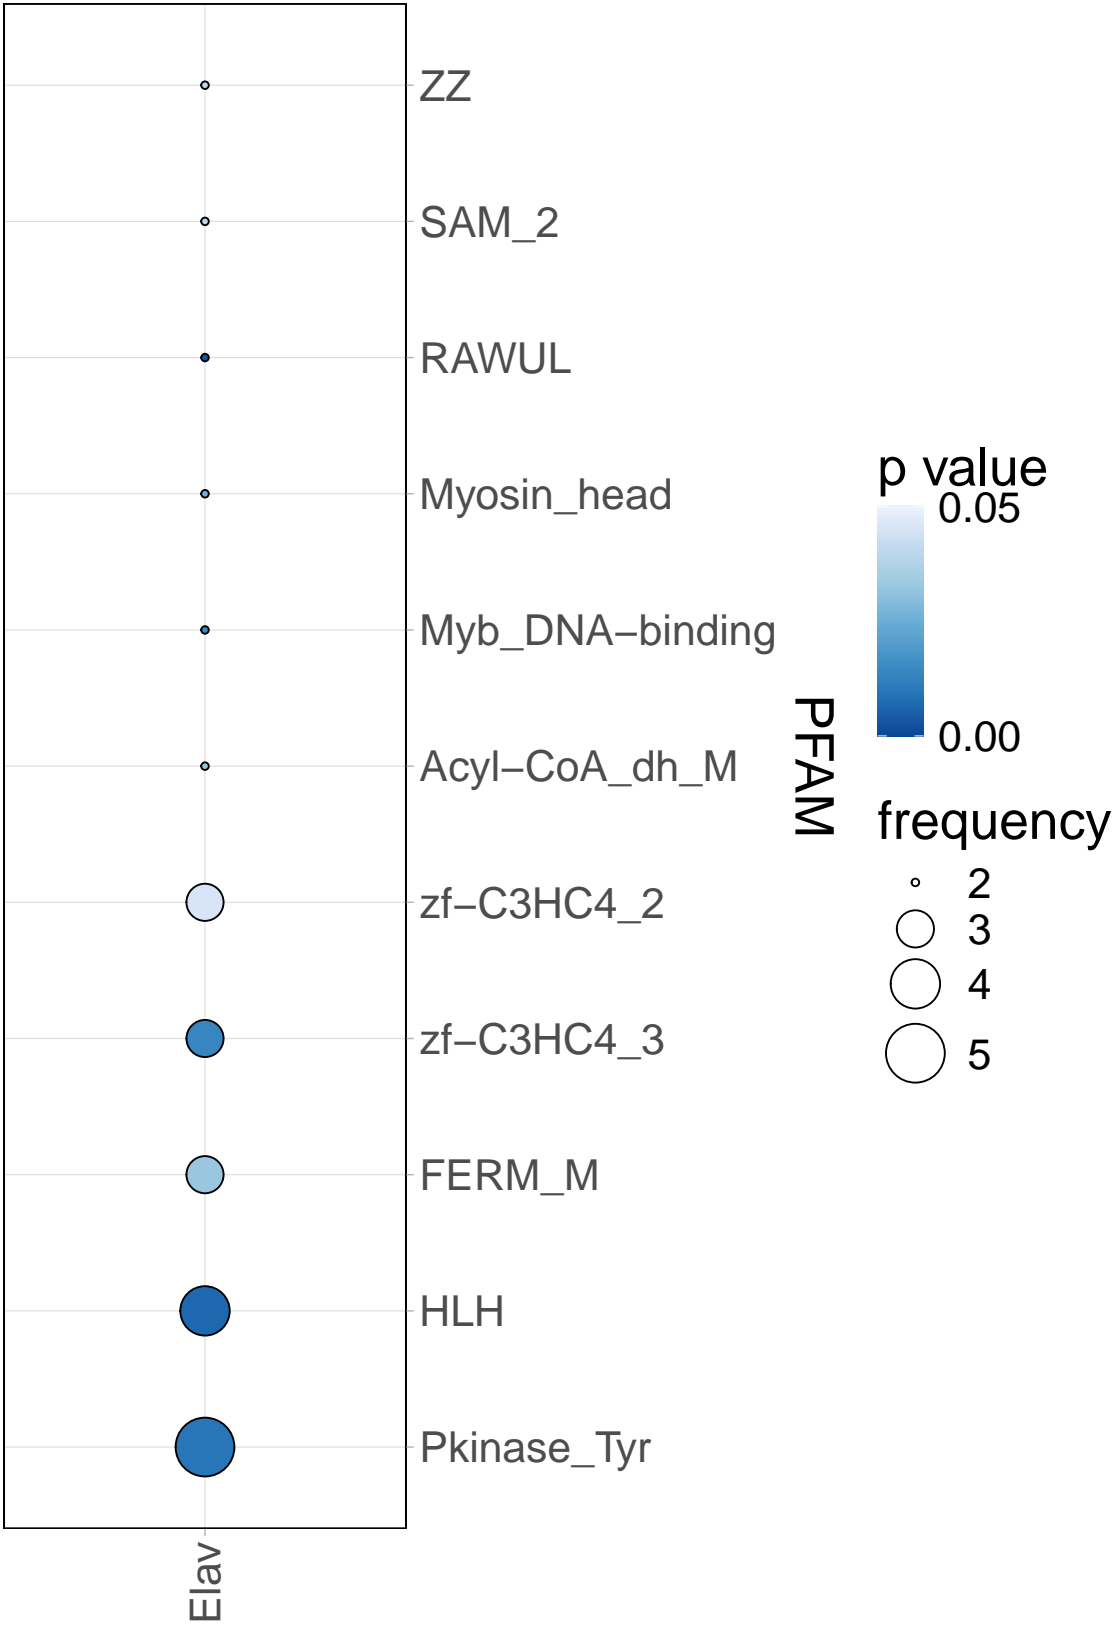 ZZ
SAM_2
RAWUL
Myosin_head
Myb_DNA−binding
Acyl−CoA_dh_M
zf−C3HC4_2
zf−C3HC4_3
FERM_M
HLH
Pkinase_Tyr
Elav
PFAM
p value
0.05
0.00
frequency
2
3
4
5